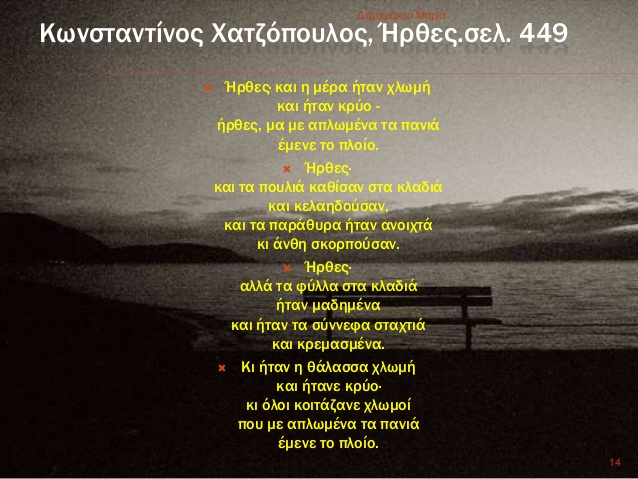 Δημητράκου Μαρία
Κωνσταντίνος Χατζόπουλος, Ήρθες.σελ. 449
Ήρθες· και η μέρα ήταν χλωμή
και ήταν κρύο -
ήρθες, μα με απλωμένα τα πανιά
έμενε το πλοίο.
Ήρθες·
και τα πουλιά καθίσαν στα κλαδιά
και κελαηδούσαν,
και τα παράθυρα ήταν ανοιχτά
κι άνθη σκορπούσαν.
Ήρθες·
αλλά τα φύλλα στα κλαδιά
ήταν μαδημένα
και ήταν τα σύννεφα σταχτιά
και κρεμασμένα.
Κι ήταν η θάλασσα χλωμή
και ήτανε κρύο·
κι όλοι κοιτάζανε χλωμοί
που με απλωμένα τα πανιά
έμενε το πλοίο.
14